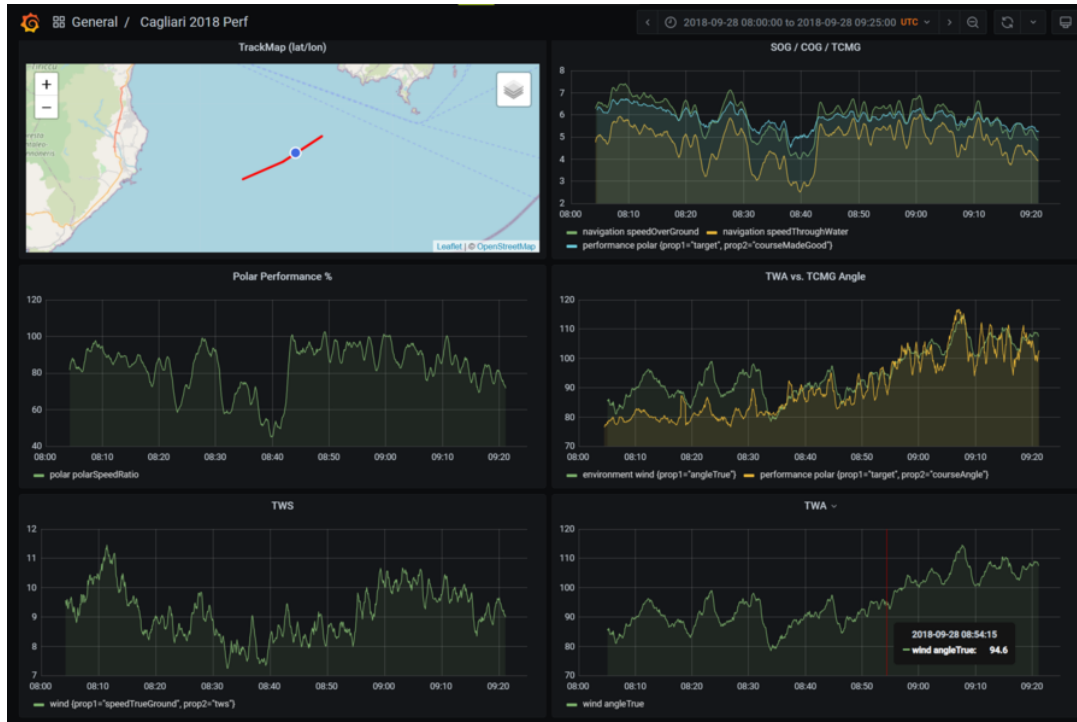 General / Cagliari 2018 Perf
2018-09-28 08:00:00 to 2018-09-28 09:25:00 UTC
TrackMap (lat/lon)
+
−
Leaflet | © OpenStreetMap
SOG / COG / TCMG
8
7
6
5
4
3
2
08:00 08:10 08:20 08:30 08:40 08:50 09:00 09:10 09:20
navigation speedOverGround navigation speedThroughWater
performance polar {prop1="target", prop2="courseMadeGood"}
Polar Performance %
120
100
80
60
40
08:00 08:10 08:20 08:30 08:40 08:50 09:00 09:10 09:20
polar polarSpeedRatio
TWA vs. TCMG Angle
120
110
100
90
80
70
08:00 08:10 08:20 08:30 08:40 08:50 09:00 09:10 09:20
environment wind {prop1="angleTrue"} performance polar {prop1="target", prop2="courseAngle"}
TWS
12
11
10
9
8
7
08:00 08:10 08:20 08:30 08:40 08:50 09:00 09:10 09:20
wind {prop1="speedTrueGround", prop2="tws"}
TWA
120
110
100
90
80
70
2018-09-28 08:54:15
wind angleTrue: 94.6
08:00 08:10 08:20 08:30 08:40 08:50 09:00 09:10 09:20
wind angleTrue